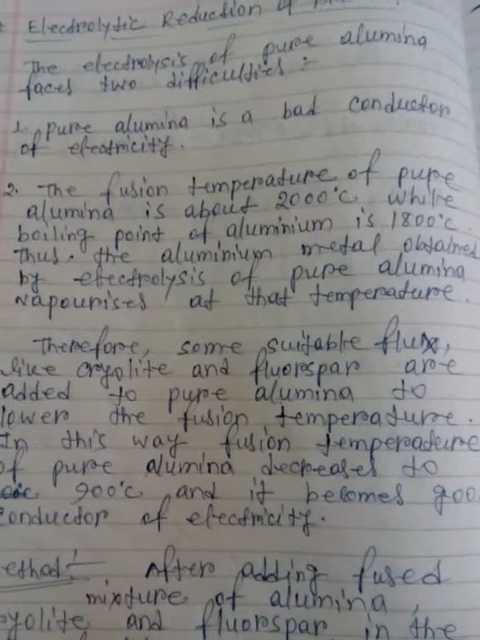 Electrolytic Reduction of
The electrolysis of pure alumina
faces two difficulties :-
1. pure alumina is a bad conductor
of electricity.
2. The fusion temperature of pure
alumina is about 2000°c while
boiling point of aluminium is 1800°c.
Thus, the aluminium metal obtained
by electrolysis of pure alumina
vapourises at that temperature.
Therefore, some suitable flux,
like cryolite and fluorspar are
added to pure alumina to
lower the fusion temperature.
In this way fusion temperature
of pure alumina decreases to
900°c and it becomes goo
conductor of electricity.
ethod :- After adding fused
mixture of alumina,
yolite and fluorspar in the